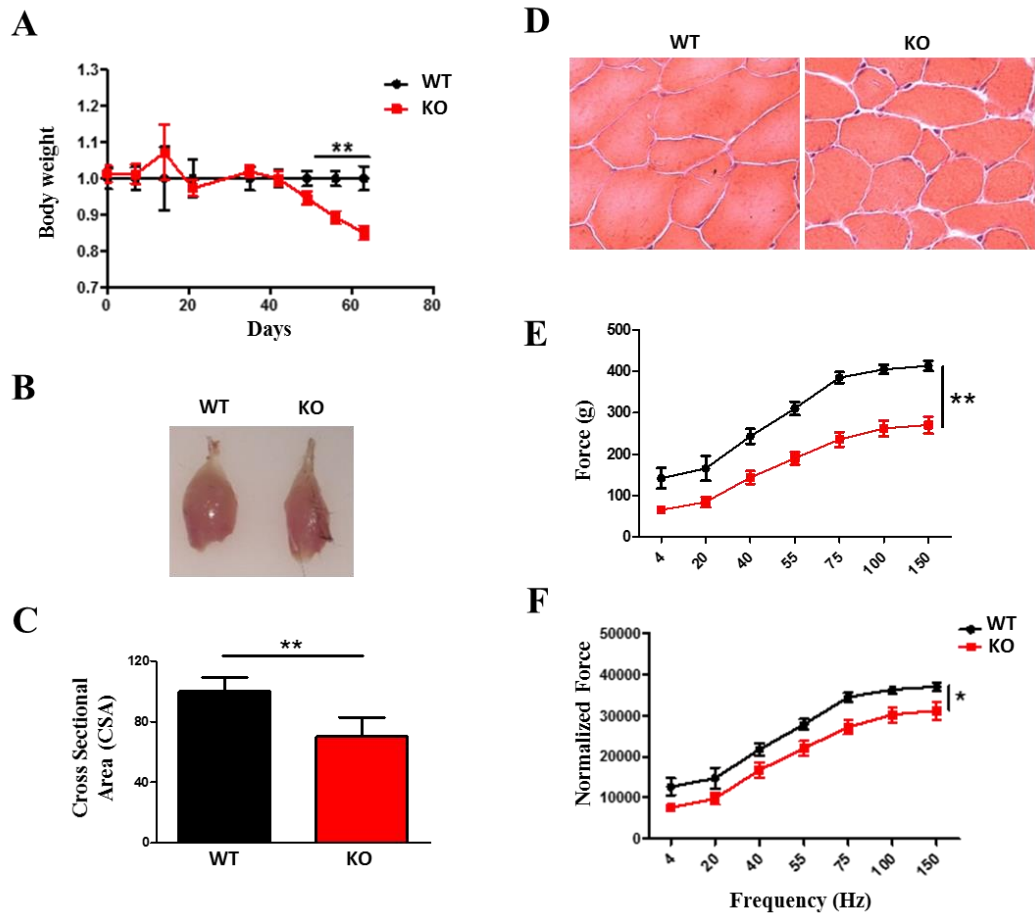 A
1.3
1.2
1.1
1.0
0.9
0.8
0.7
Body weight
0
20
40
60
80
Days
WT
KO
**
B
WT
KO
C
**
120
80
40
0
Cross Sectional
Area (CSA)
WT
KO
D
WT
KO
E
500
400
300
200
100
0
Force (g)
4
20
40
55
75
100
150
**
F
WT
KO
50000
40000
30000
20000
10000
0
Normalized Force
*
4
20
40
55
75
100
150
Frequency (Hz)